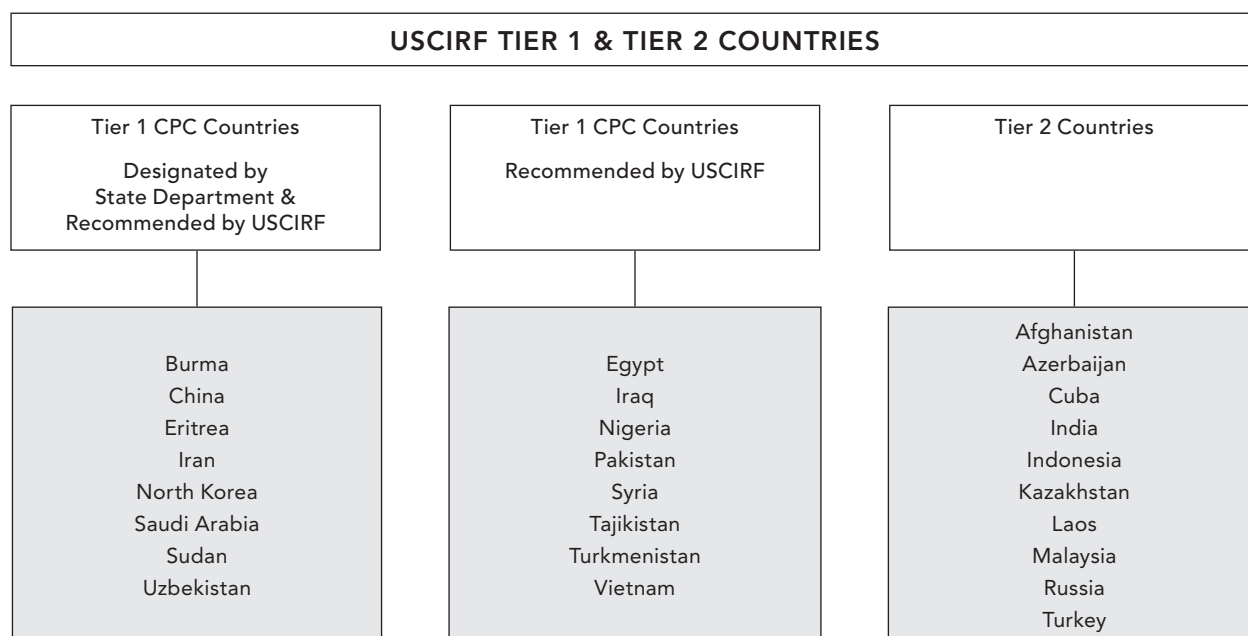 USCIRF TIER 1 & TIER 2 COUNTRIES
Tier 1 CPC Countries
Designated by
State Department &
Recommended by USCIRF
Burma
China
Eritrea
Iran
North Korea
Saudi Arabia
Sudan
Uzbekistan
Tier 1 CPC Countries
Recommended by USCIRF
Egypt
Iraq
Nigeria
Pakistan
Syria
Tajikistan
Turkmenistan
Vietnam
Tier 2 Countries
Afghanistan
Azerbaijan
Cuba
India
Indonesia
Kazakhstan
Laos
Malaysia
Russia
Turkey